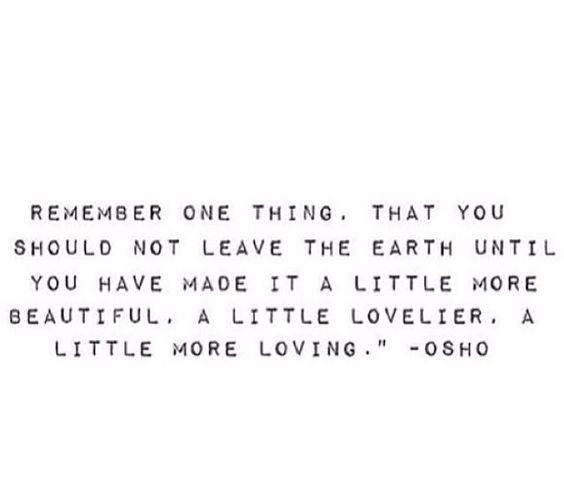 REMEMBER ONE THING, THAT YOU
SHOULD NOT LEAVE THE EARTH UNTIL
YOU HAVE MADE IT A LITTLE MORE
BEAUTIFUL, A LITTLE LOVELIER, A
LITTLE MORE LOVING." -OSHO